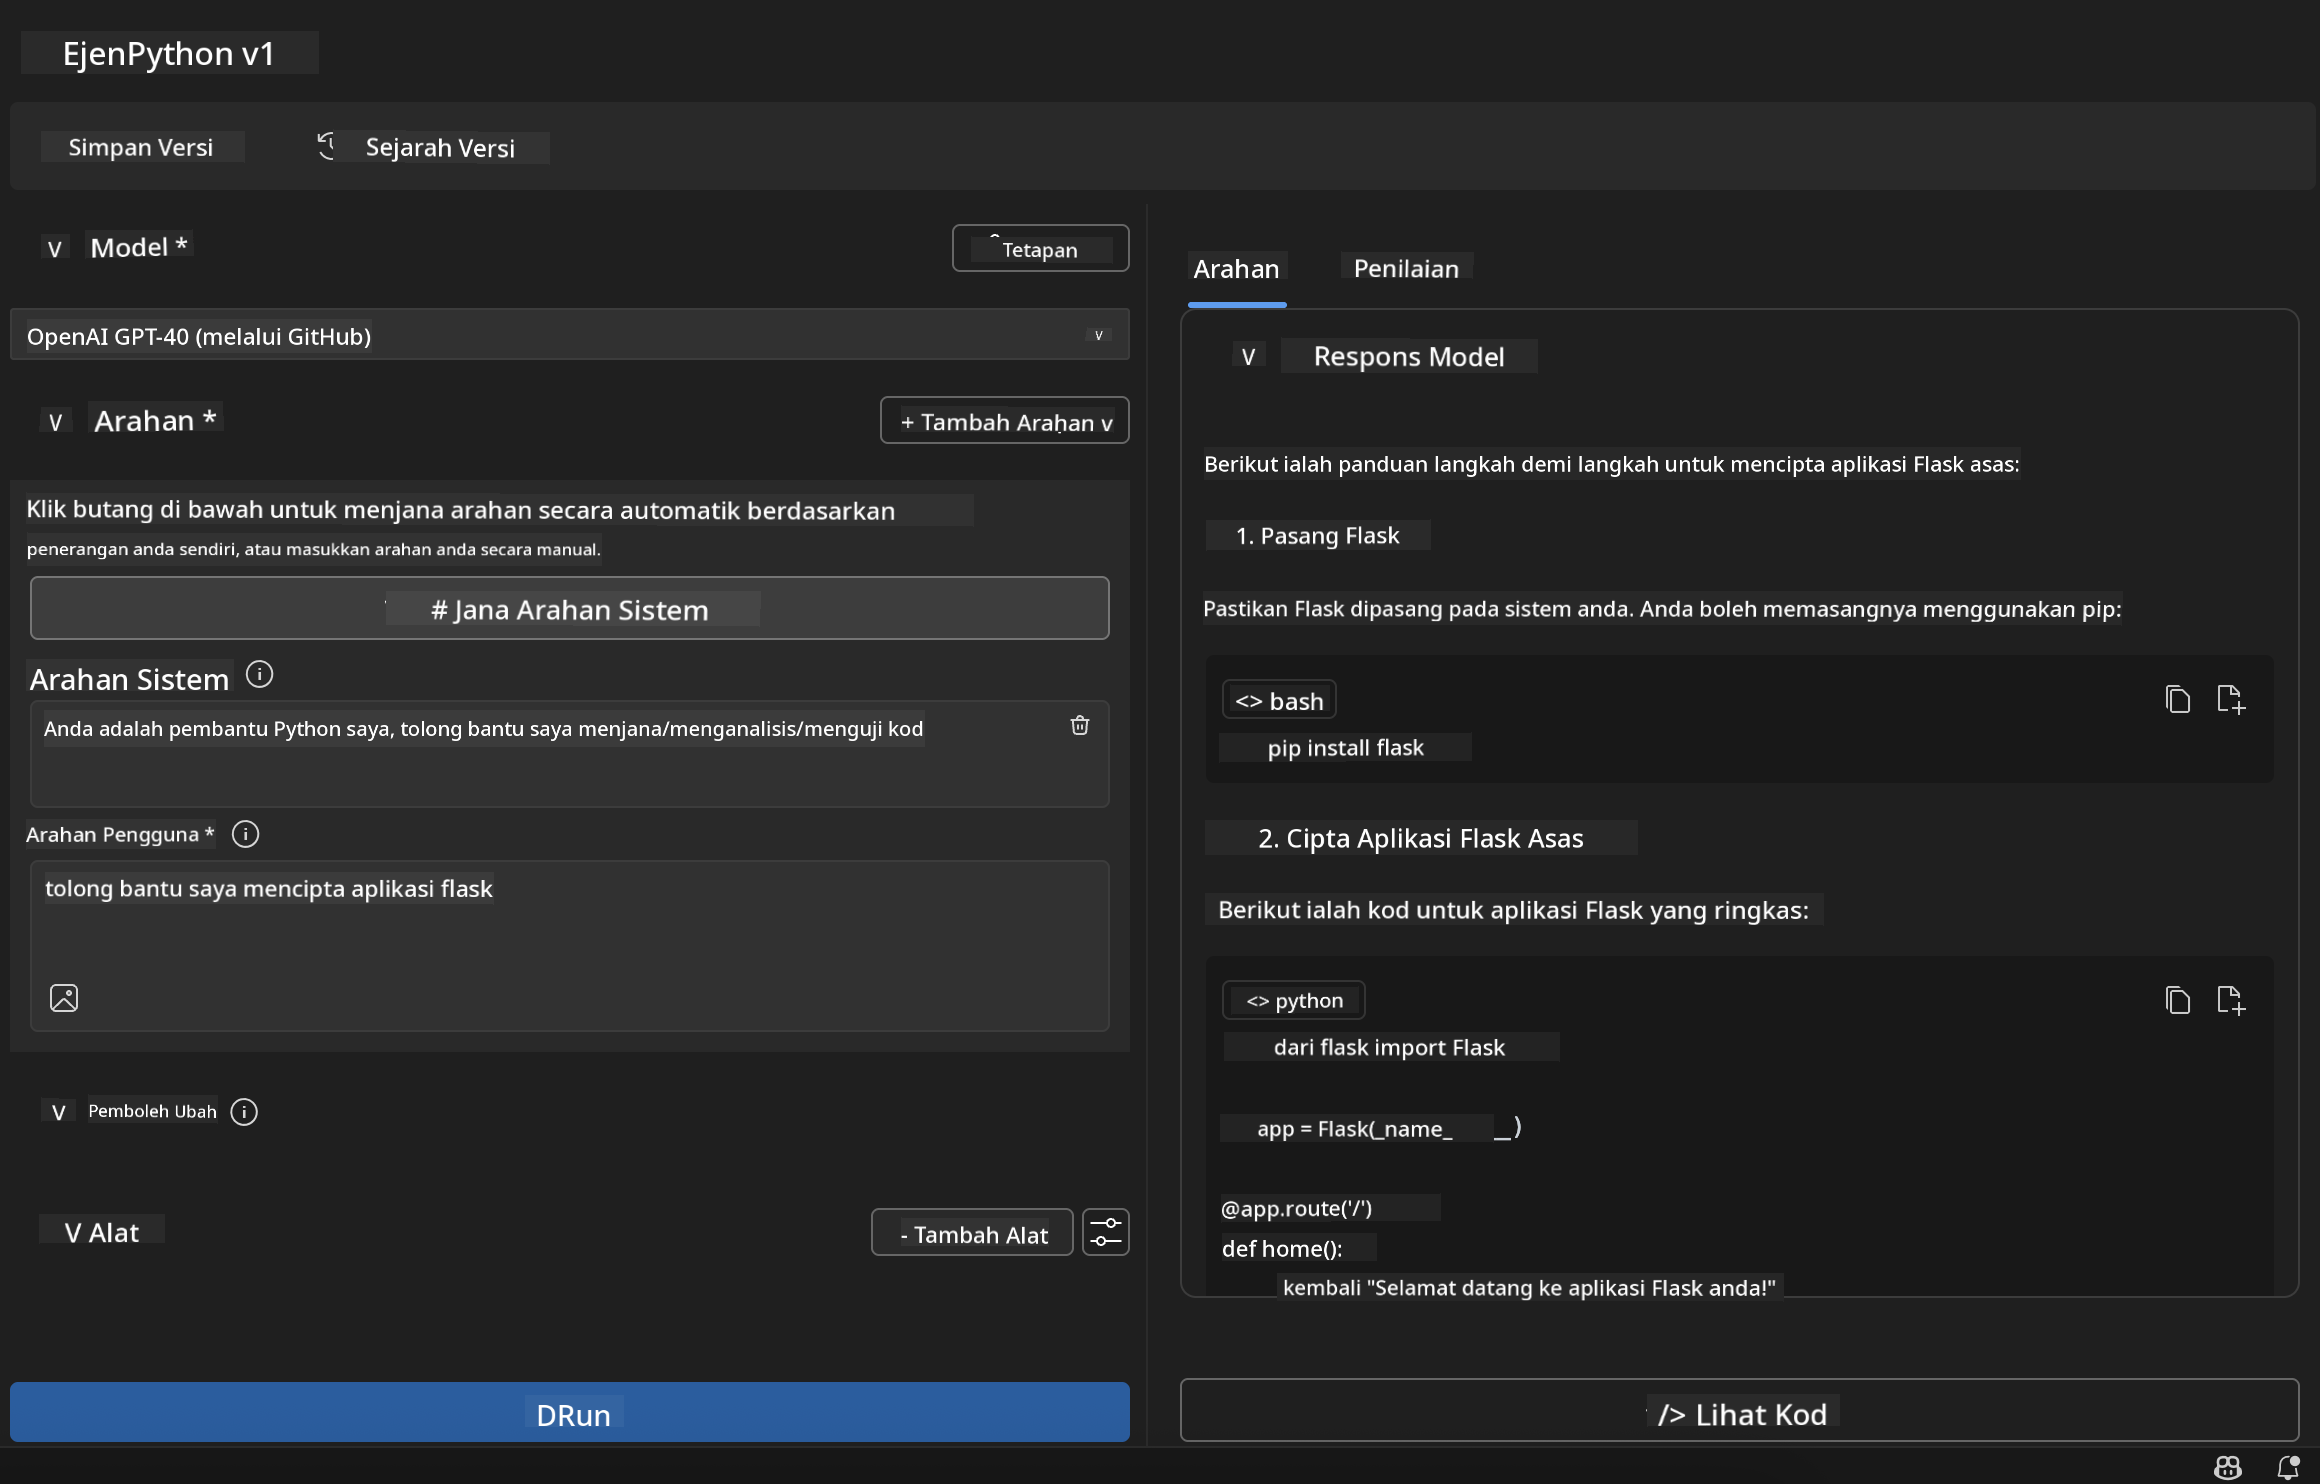 EjenPython v1
Simpan Versi
Sejarah Versi
V Model *
Tetapan
OpenAI GPT-40 (melalui GitHub) v
V Arahan *
+ Tambah Arahan v
Klik butang di bawah untuk menjana arahan secara automatik berdasarkan
penerangan anda sendiri, atau masukkan arahan anda secara manual.
# Jana Arahan Sistem
Arahan Sistem
Anda adalah pembantu Python saya, tolong bantu saya menjana/menganalisis/menguji kod
Arahan Pengguna *
tolong bantu saya mencipta aplikasi flask
V Pemboleh Ubah
V Alat
- Tambah Alat
DRun
Arahan
Penilaian
V Respons Model
Berikut ialah panduan langkah demi langkah untuk mencipta aplikasi Flask asas:
1. Pasang Flask
Pastikan Flask dipasang pada sistem anda. Anda boleh memasangnya menggunakan pip:
<> bash
pip install flask
2. Cipta Aplikasi Flask Asas
Berikut ialah kod untuk aplikasi Flask yang ringkas:
<> python
dari flask import Flask
app = Flask(_name_ _)
@app.route('/')
def home():
kembali "Selamat datang ke aplikasi Flask anda!"
/> Lihat Kod